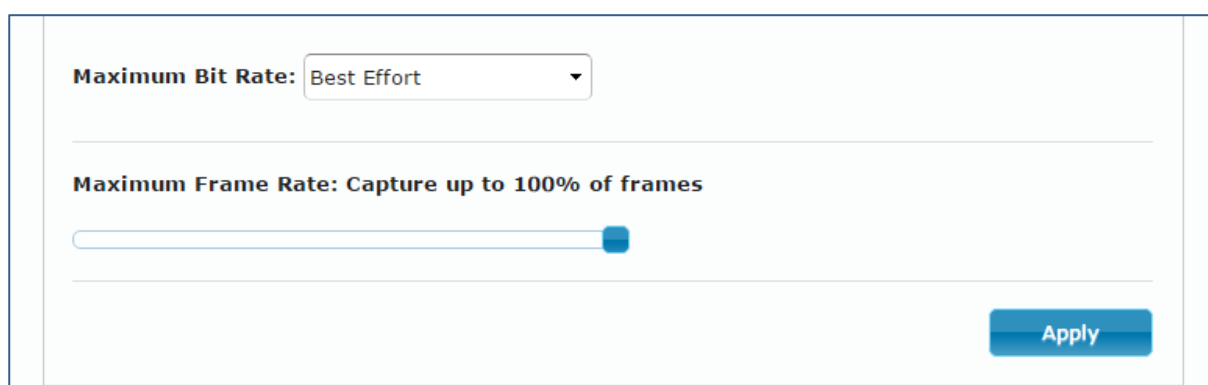 Maximum Bit Rate: Best Effort
Maximum Frame Rate: Capture up to 100% of frames
Apply